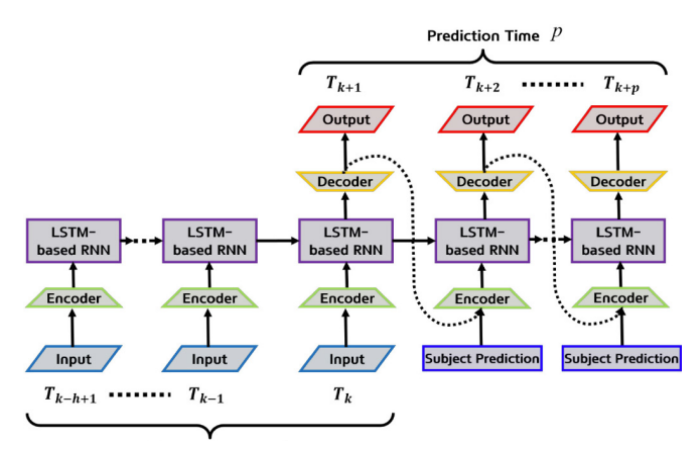 Prediction Time p
T_{k+1} T_{k+2} T_{k+p}
Output Output Output
Decoder Decoder Decoder
LSTM-based RNN LSTM-based RNN LSTM-based RNN LSTM-based RNN LSTM-based RNN
Encoder Encoder Encoder Encoder Encoder
Input Input Input Subject Prediction Subject Prediction
T_{k-h+1} T_{k-1} T_k